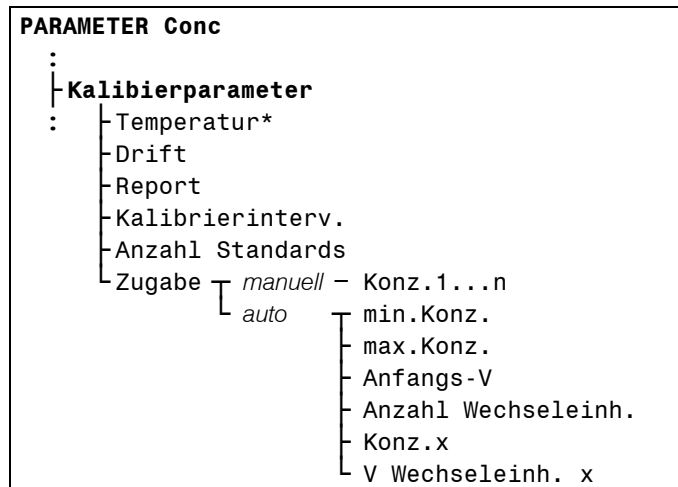 PARAMETER Conc
:
Kalibierparameter
: Temperatur*
Drift
Report
Kalibrierinterv.
Anzahl Standards
Zugabe manuell – Konz.1...n
auto min.Konz.
max.Konz.
Anfangs-V
Anzahl Wechseleinh.
Konz.x
V Wechseleinh. x